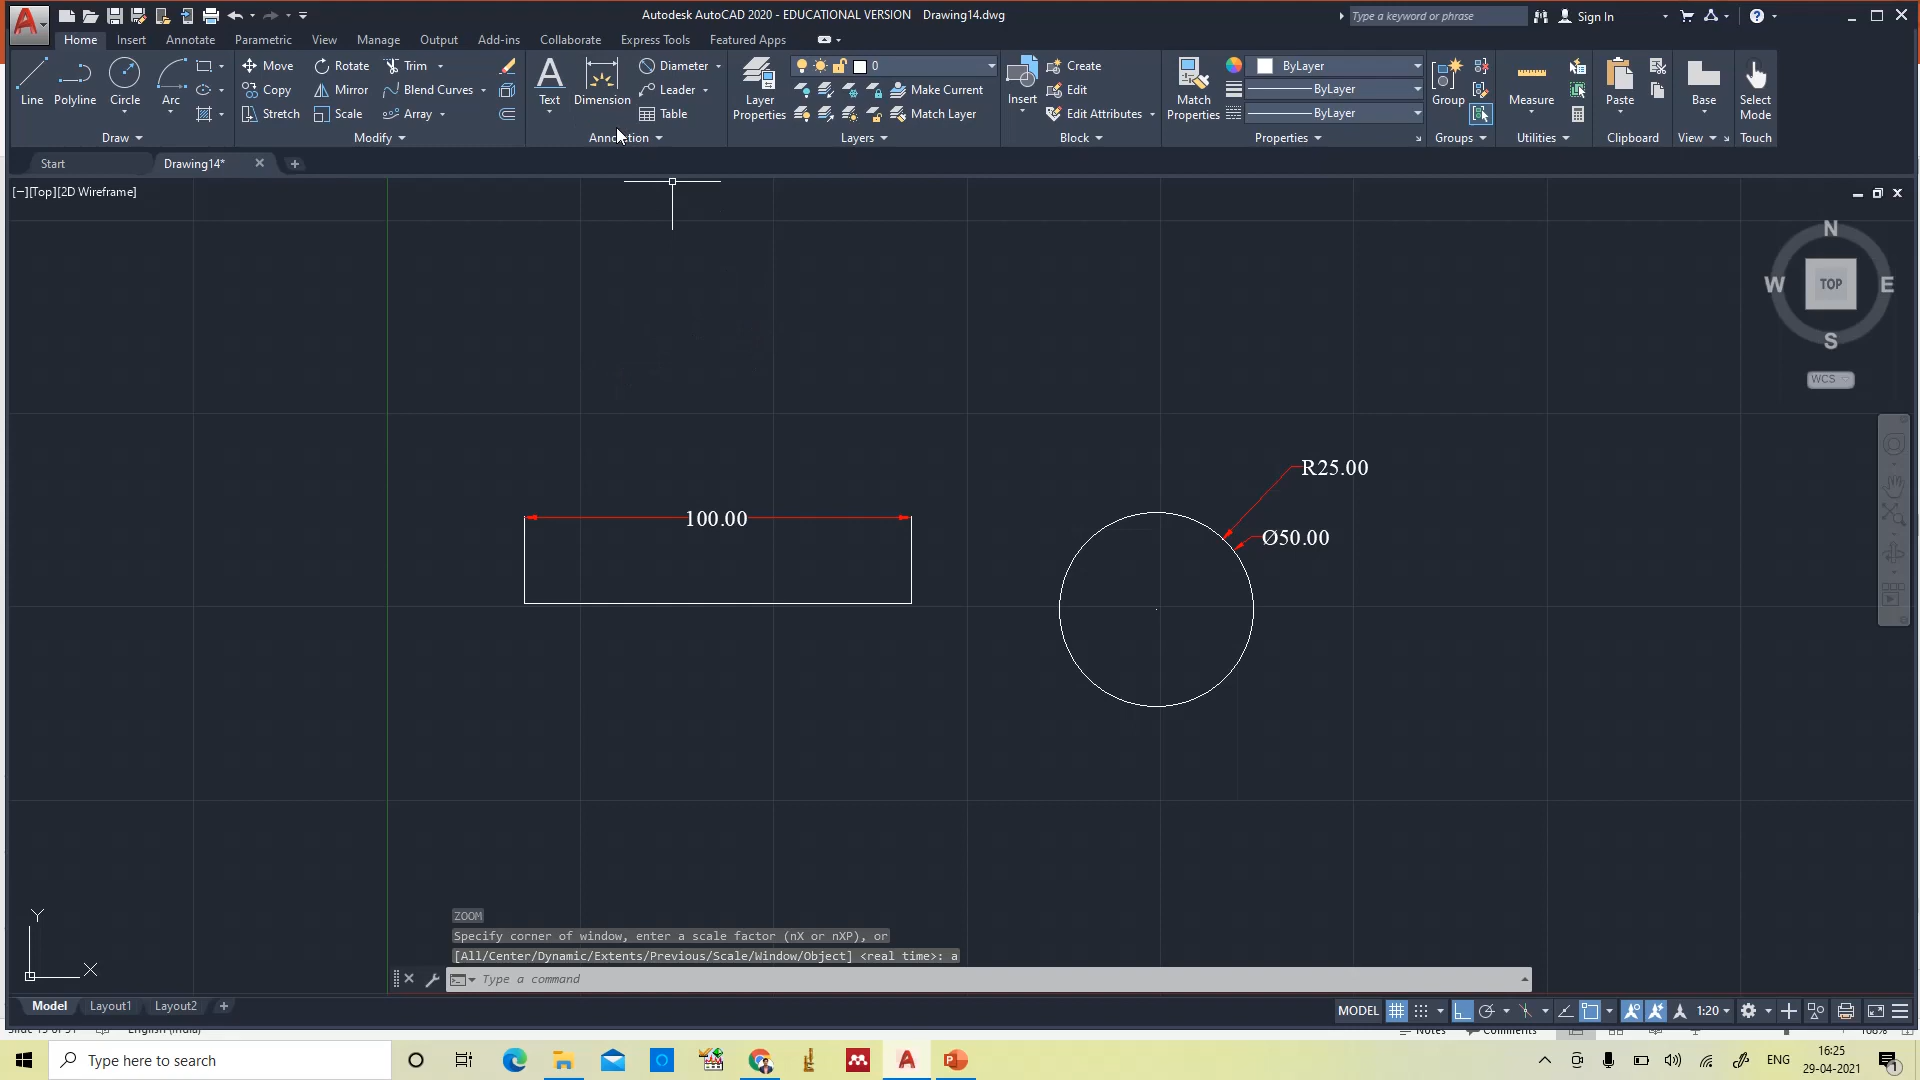 Autodesk AutoCAD 2020 - EDUCATIONAL VERSION Drawing14.dwg
Type a keyword or phrase
Sign In
Home Insert Annotate Parametric View Manage Output Add-ins Collaborate Express Tools Featured Apps
Line Polyline Circle Arc
Draw
Move Rotate Trim
Copy Mirror Blend Curves
Stretch Scale Array
Modify
Text Dimension
Diameter
Leader
Table
Annotation
Layer Properties
0
Make Current
Match Layer
Layers
Insert
Create
Edit
Edit Attributes
Block
Match Properties
ByLayer
ByLayer
ByLayer
Properties
Group
Groups
Measure
Utilities
Paste
Clipboard
Base
View
Select Mode
Touch
Start Drawing14*
[−][Top][2D Wireframe]
N
W TOP E
S
WCS
R25.00
100.00
Ø50.00
Y
X
ZOOM
Specify corner of window, enter a scale factor (nX or nXP), or
[All/Center/Dynamic/Extents/Previous/Scale/Window/Object] <real time>: a
Type a command
Model Layout1 Layout2 +
MODEL 1:20
Type here to search
ENG
16:25
29-04-2021
1